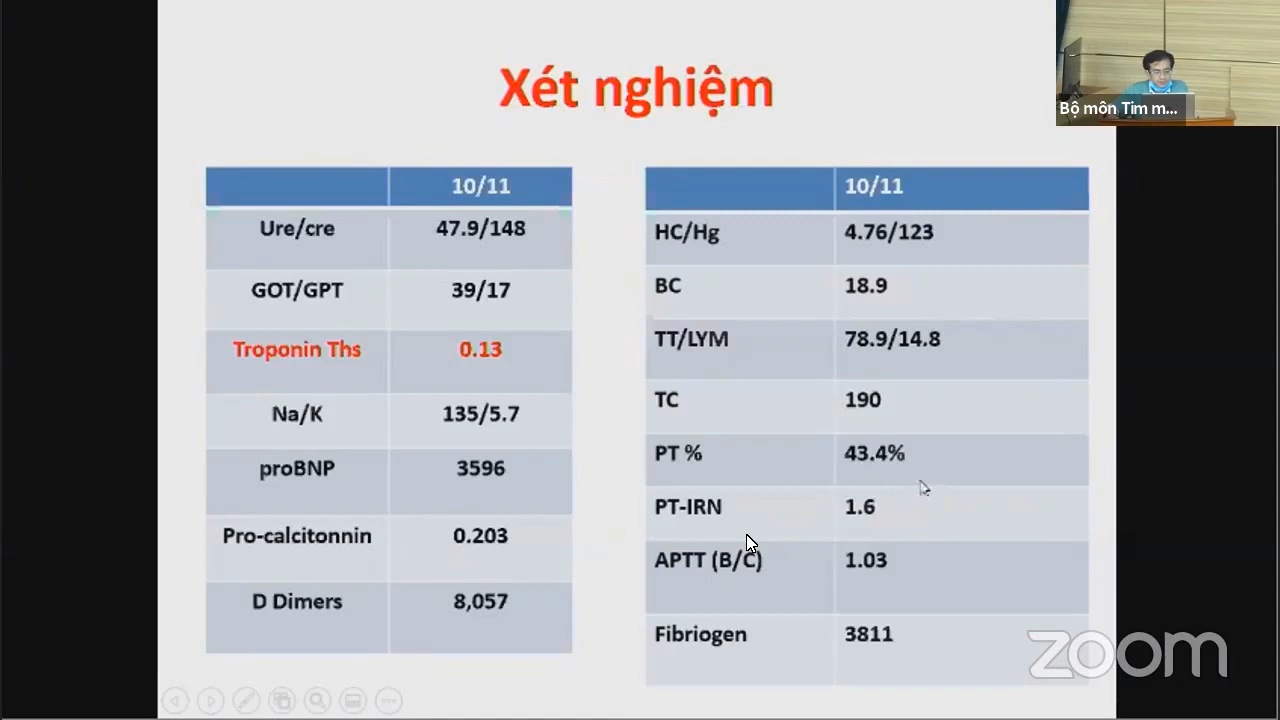 Xét nghiệm
Bộ môn Tim m...
10/11
Ure/cre 47.9/148
GOT/GPT 39/17
Troponin Ths 0.13
Na/K 135/5.7
proBNP 3596
Pro-calcitonnin 0.203
D Dimers 8,057
10/11
HC/Hg 4.76/123
BC 18.9
TT/LYM 78.9/14.8
TC 190
PT % 43.4%
PT-IRN 1.6
APTT (B/C) 1.03
Fibriogen 3811
zoom